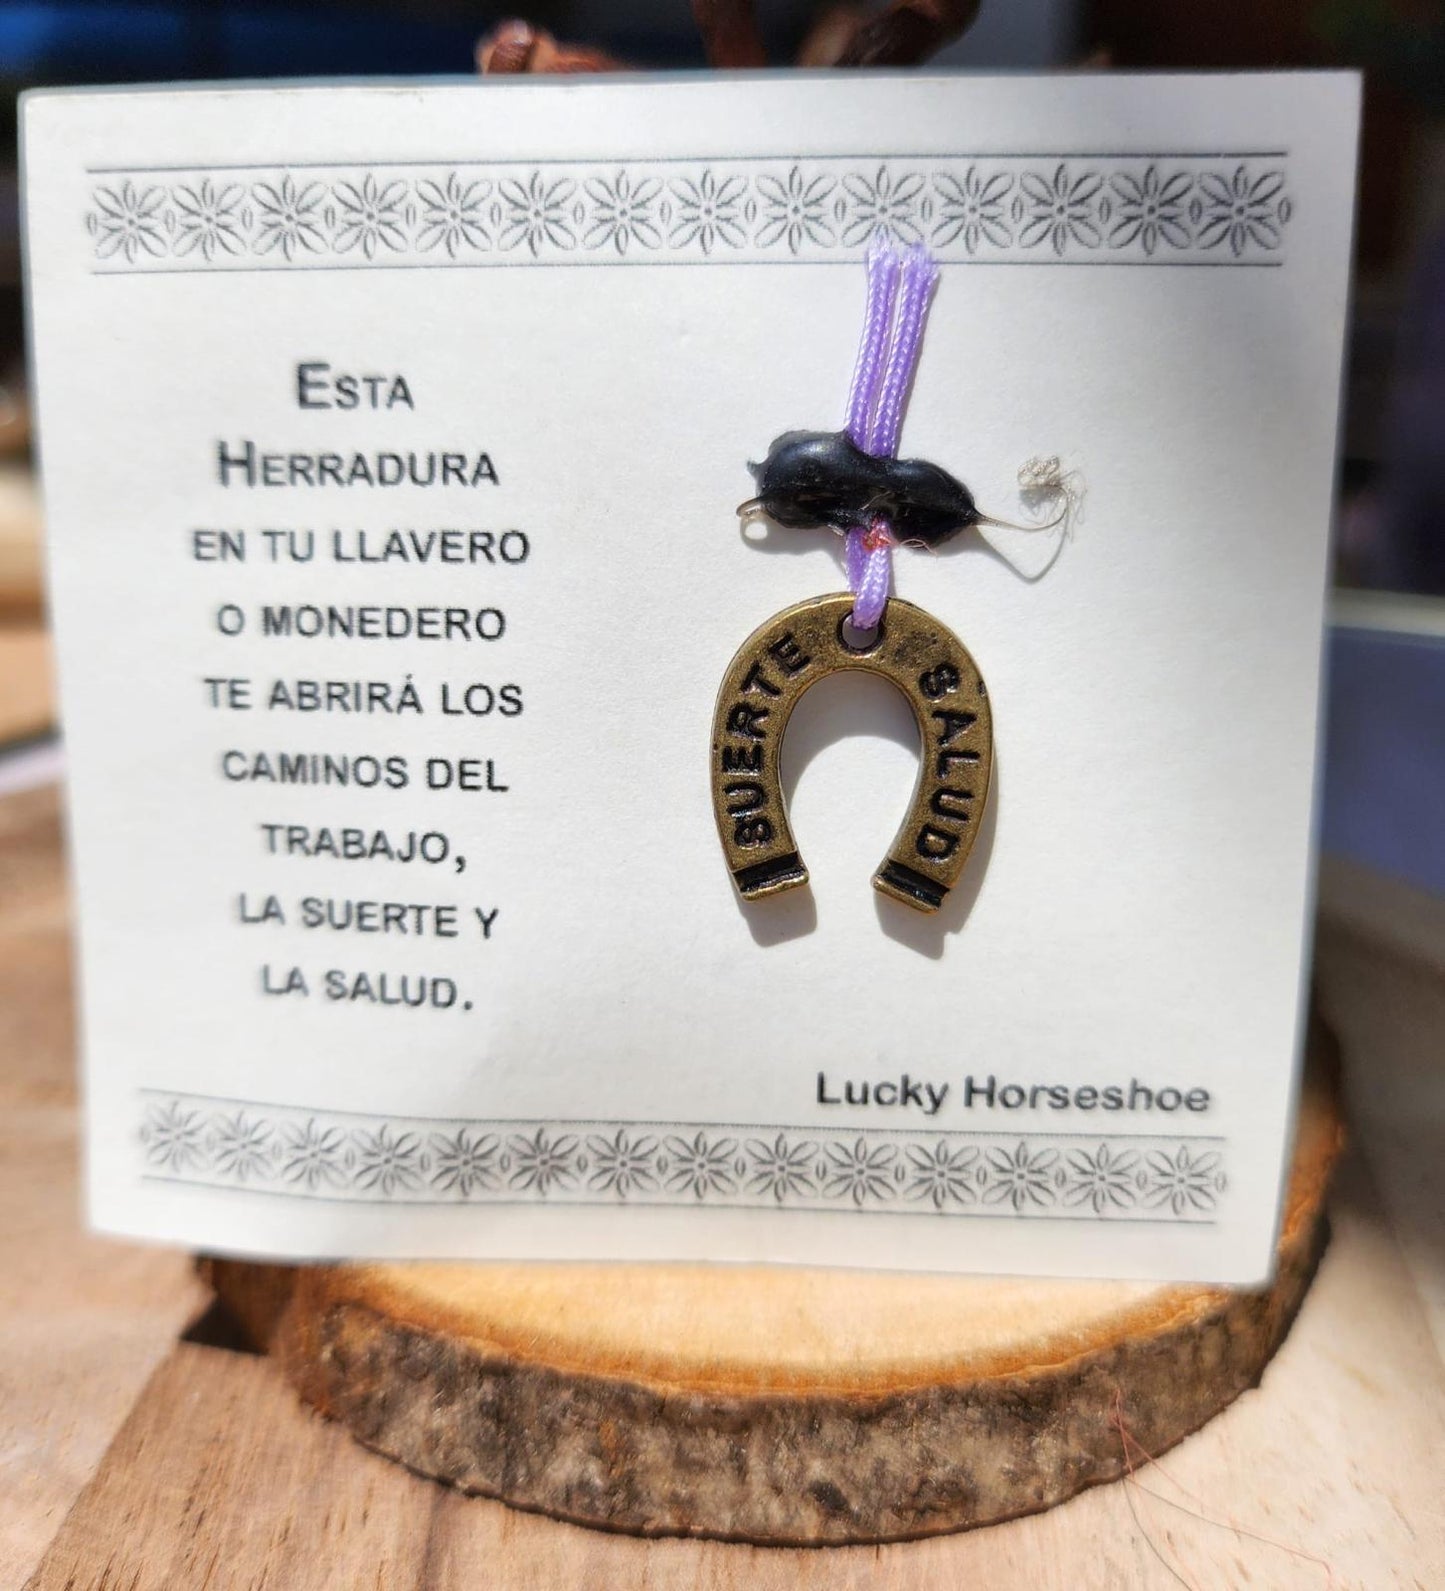 ESTA
HERRADURA
EN TU LLAVERO
O MONEDERO
TE ABRIRÁ LOS
CAMINOS DEL
TRABAJO,
LA SUERTE Y
LA SALUD.
SUERTE
SALUD
Lucky Horseshoe